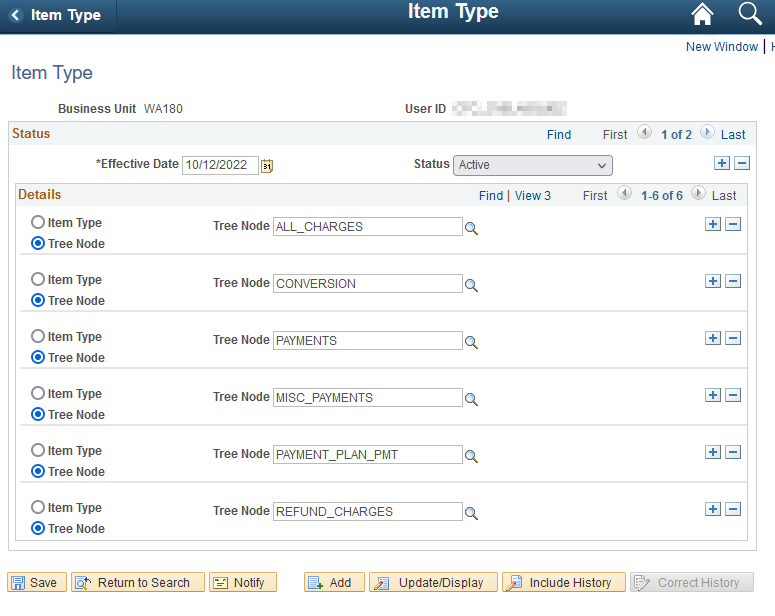 Item Type
Item Type
New Window
Item Type
Business Unit WA180
User ID
Status
Find First 1 of 2 Last
*Effective Date 10/12/2022 31 Status Active
Details
Find | View 3 First 1-6 of 6 Last
Item Type
Tree Node
Tree Node ALL_CHARGES
Item Type
Tree Node
Tree Node CONVERSION
Item Type
Tree Node
Tree Node PAYMENTS
Item Type
Tree Node
Tree Node MISC_PAYMENTS
Item Type
Tree Node
Tree Node PAYMENT_PLAN_PMT
Item Type
Tree Node
Tree Node REFUND_CHARGES
Save Return to Search Notify Add Update/Display Include History Correct History